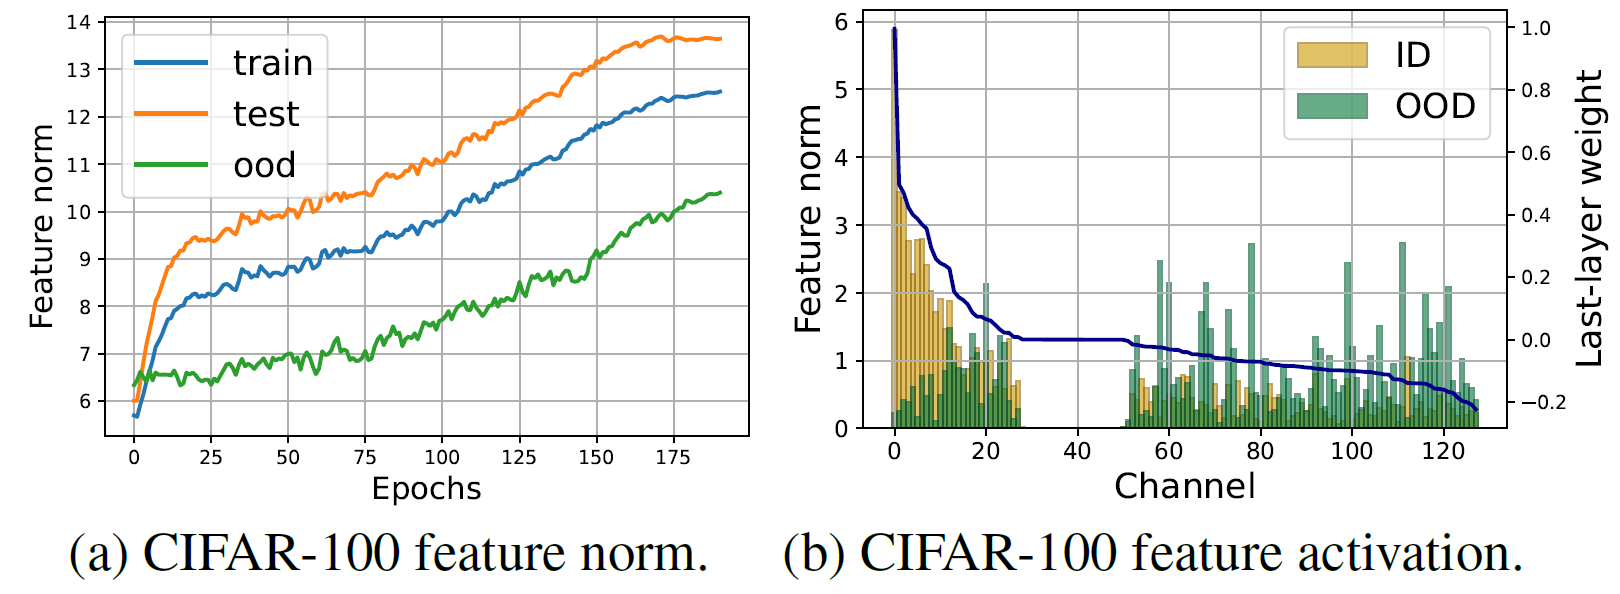 14
13
12
11
10
9
8
7
6
Feature norm
train
test
ood
0 25 50 75 100 125 150 175
Epochs
(a) CIFAR-100 feature norm.
6
5
4
3
2
1
0
Feature norm
ID
OOD
1.0
0.8
0.6
0.4
0.2
0.0
−0.2
Last-layer weight
0 20 40 60 80 100 120
Channel
(b) CIFAR-100 feature activation.